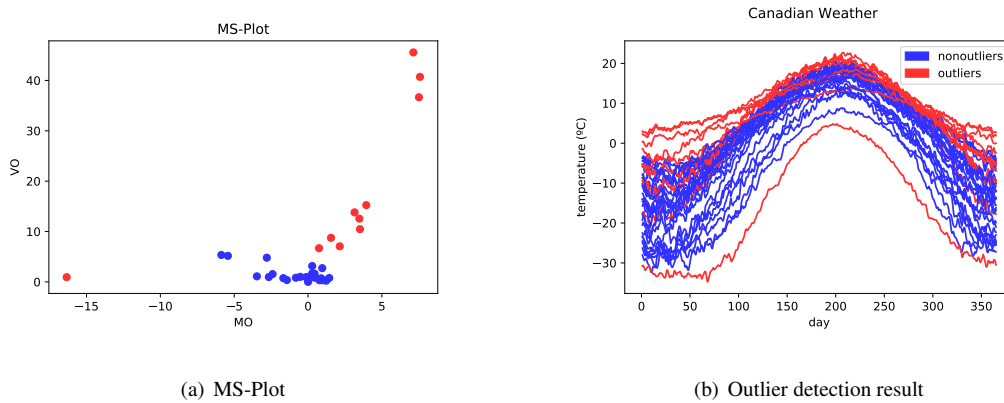 MS-Plot
VO
40
30
20
10
0
−15
−10
−5
0
5
MO
(a) MS-Plot
Canadian Weather
nonoutliers
outliers
temperature (ºC)
20
10
0
−10
−20
−30
0
50
100
150
200
250
300
350
day
(b) Outlier detection result